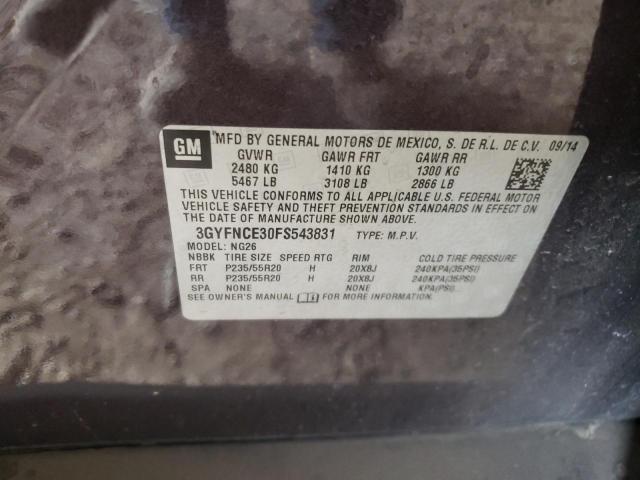 GM MFD BY GENERAL MOTORS DE MEXICO, S. DE R.L. DE C.V. 09/14
GVWR GAWR FRT GAWR RR
2480 KG 1410 KG 1300 KG
5467 LB 3108 LB 2866 LB
THIS VEHICLE CONFORMS TO ALL APPLICABLE U.S. FEDERAL MOTOR
VEHICLE SAFETY AND THEFT PREVENTION STANDARDS IN EFFECT ON THE
DATE OF MANUFACTURE SHOWN ABOVE.
3GYFNCE30FS543831 TYPE: M.P.V.
MODEL: NG26
NBBK TIRE SIZE SPEED RTG RIM COLD TIRE PRESSURE
FRT P235/55R20 H 20X8J 240KPA(35PSI)
RR P235/55R20 H 20X8J 240KPA(35PSI)
SPA NONE NONE KPA(PSI)
SEE OWNER'S MANUAL FOR MORE INFORMATION.